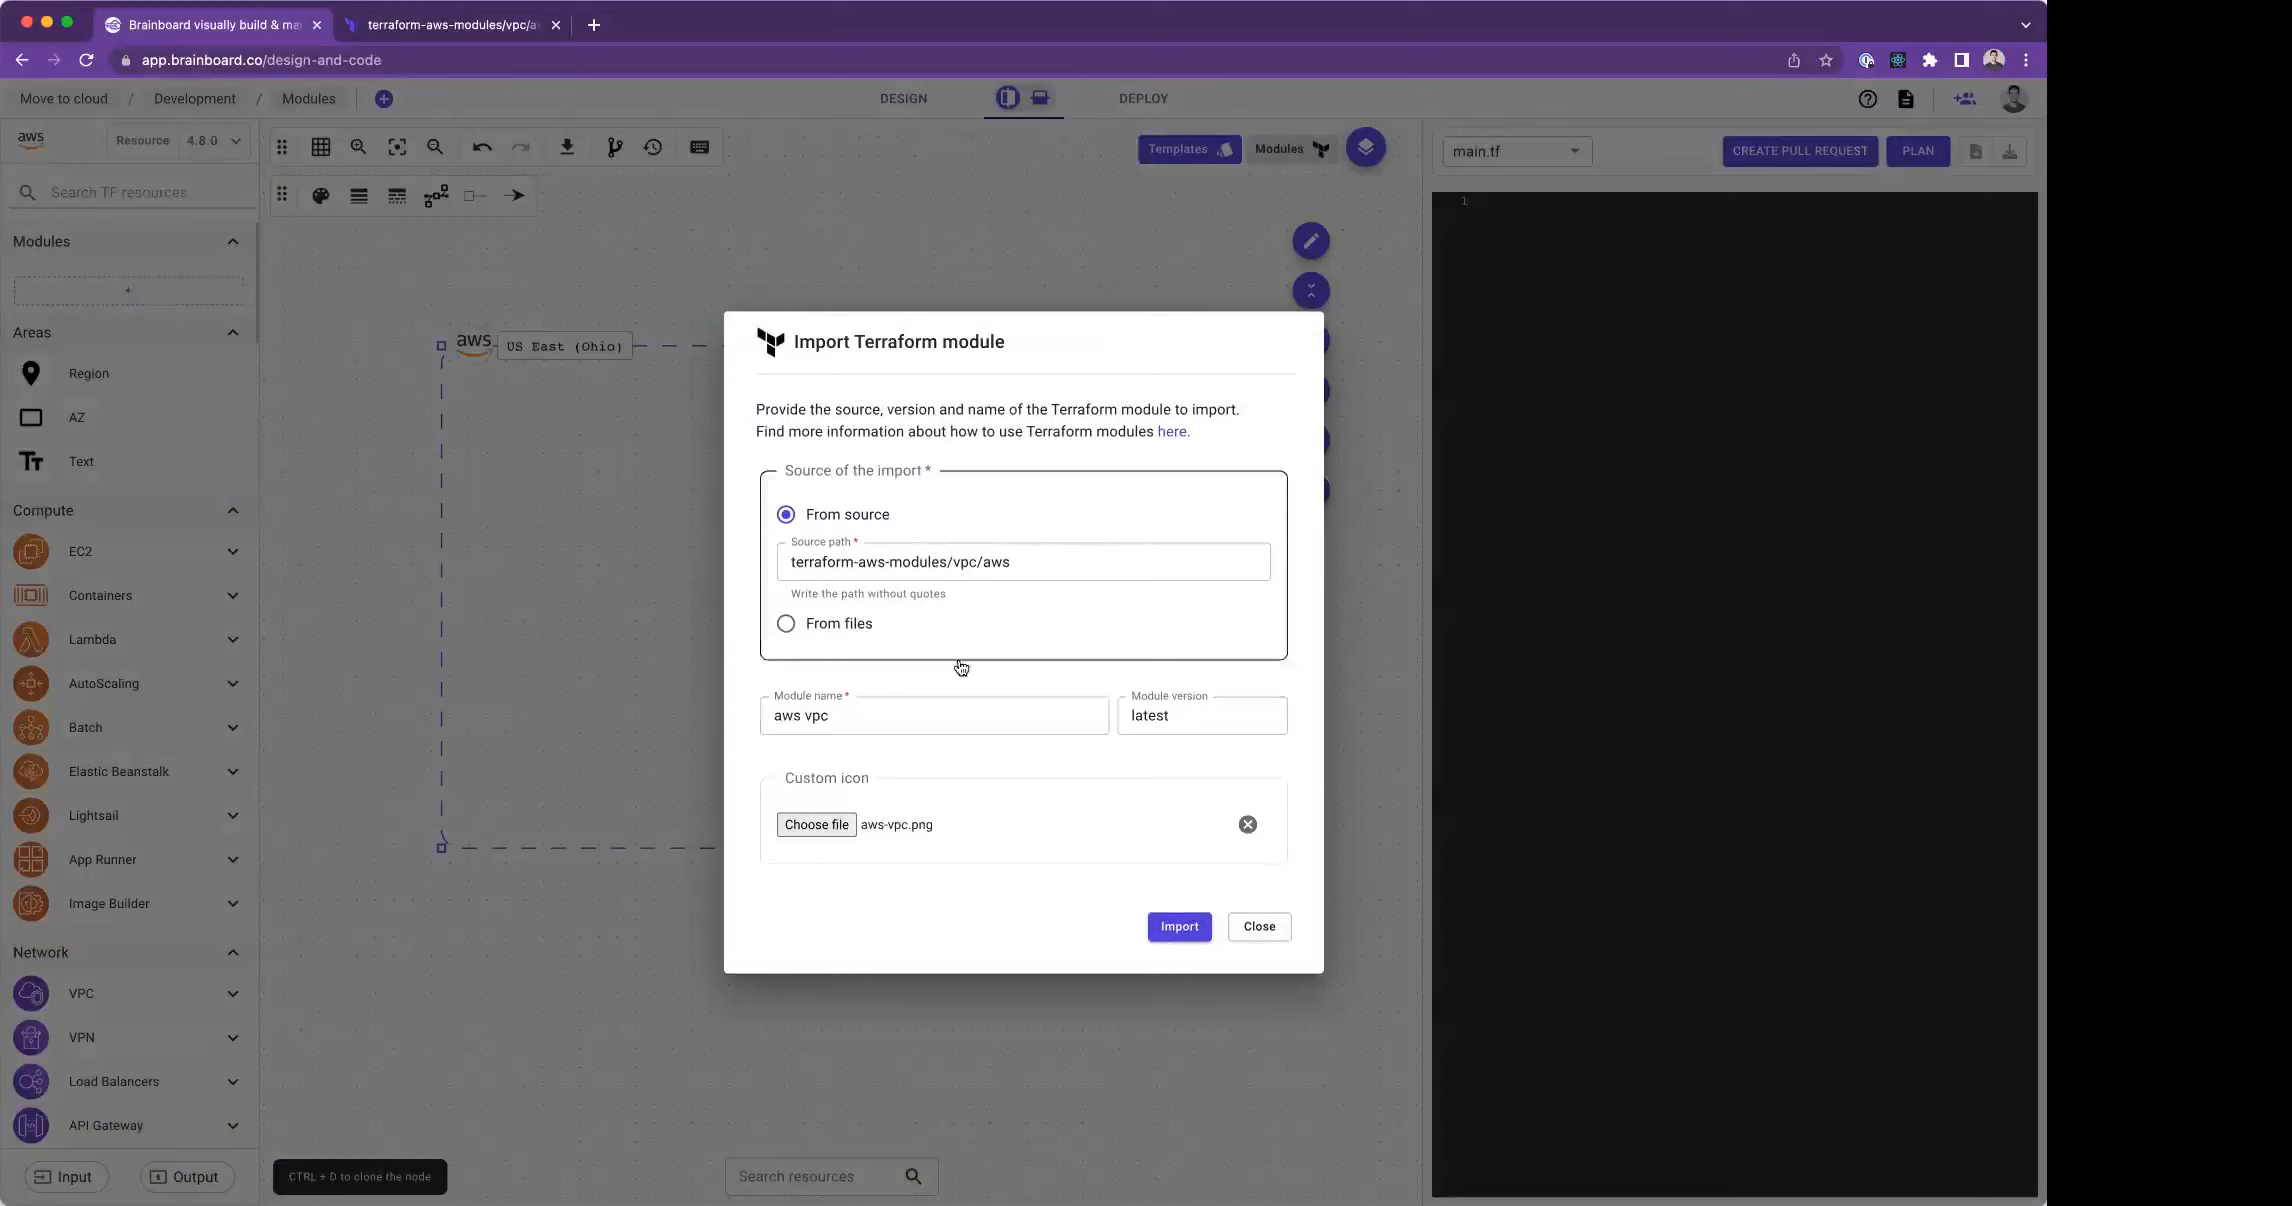 Brainboard visually build & ma
terraform-aws-modules/vpc/a
app.brainboard.co/design-and-code
Move to cloud / Development / Modules
DESIGN
DEPLOY
aws
Resource 4.8.0
Templates
Modules
main.tf
CREATE PULL REQUEST
PLAN
Search TF resources
1
Modules
+
Areas
Region
AZ
Tt Text
Compute
EC2
Containers
Lambda
AutoScaling
Batch
Elastic Beanstalk
Lightsail
App Runner
Image Builder
Network
VPC
VPN
Load Balancers
API Gateway
Input
Output
aws US East (Ohio)
Import Terraform module
Provide the source, version and name of the Terraform module to import.
Find more information about how to use Terraform modules here.
Source of the import *
From source
Source path *
terraform-aws-modules/vpc/aws
Write the path without quotes
From files
Module name *
aws vpc
Module version
latest
Custom icon
Choose file aws-vpc.png
Import
Close
CTRL + D to clone the node
Search resources